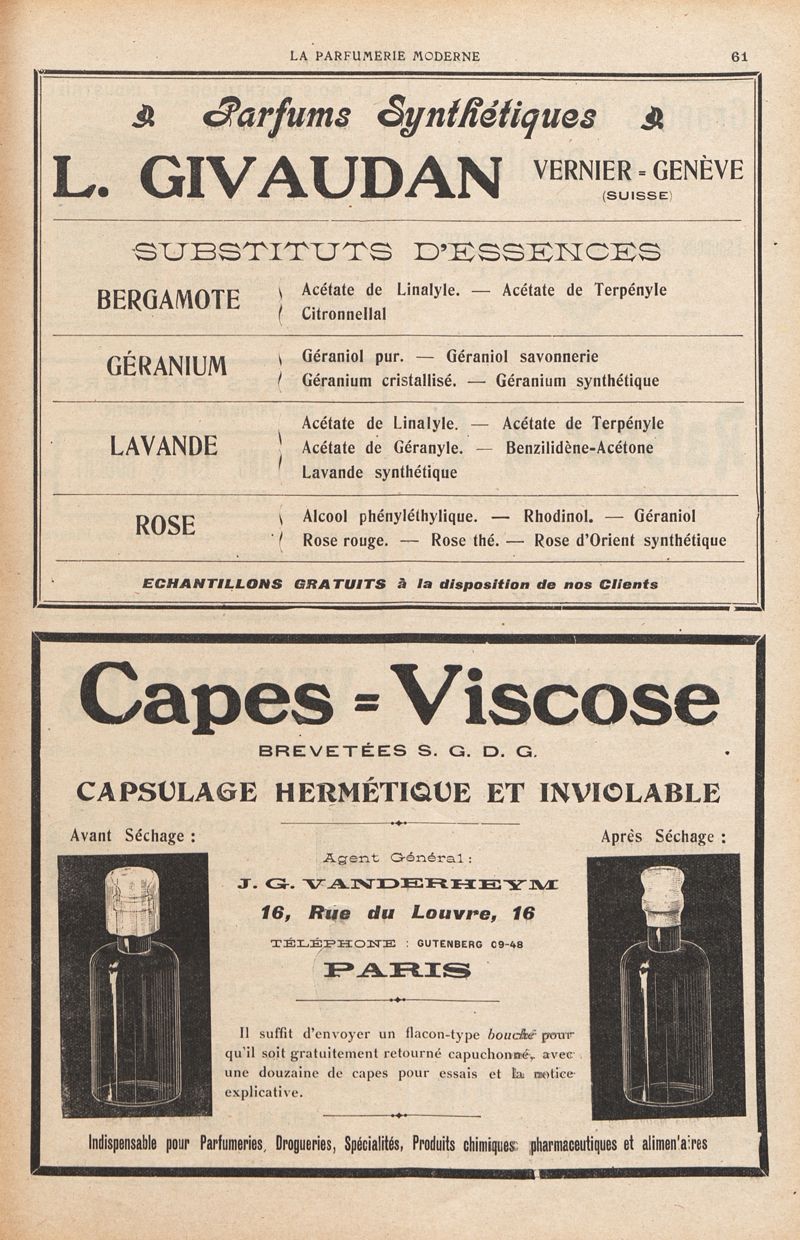 LA PARFUMERIE MODERNE 61
Parfums Synthétiques
L. GIVAUDAN VERNIER = GENÈVE
(SUISSE)
SUBSTITUTS D'ESSENCES
BERGAMOTE
Acétate de Linalyle. — Acétate de Terpényle
Citronnellal
GÉRANIUM
Géraniol pur. — Géraniol savonnerie
Géranium cristallisé. — Géranium synthétique
LAVANDE
Acétate de Linalyle. — Acétate de Terpényle
Acétate de Géranyle. — Benzilidène-Acétone
Lavande synthétique
ROSE
Alcool phényléthylique. — Rhodinol. — Géraniol
Rose rouge. — Rose thé. — Rose d'Orient synthétique
ECHANTILLONS GRATUITS à la disposition de nos Clients
Capes = Viscose
BREVETÉES S. G. D. G.
CAPSULAGE HERMÉTIQUE ET INVIOLABLE
Avant Séchage :
Après Séchage :
Agent Général :
J. G. VANDERHEYM
16, Rue du Louvre, 16
TÉLÉPHONE : GUTENBERG 09-48
PARIS
Il suffit d'envoyer un flacon-type bouché pour
qu'il soit gratuitement retourné capuchonné, avec
une douzaine de capes pour essais et la notice
explicative.
Indispensable pour Parfumeries, Drogueries, Spécialités, Produits chimiques pharmaceutiques et alimen'aires